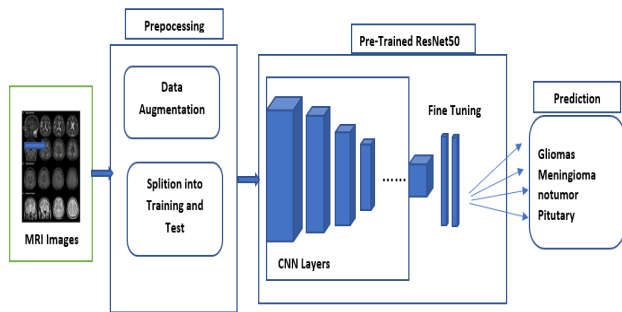 Prepocessing
Data
Augmentation
Splition into
Training and
Test
MRI Images
Pre-Trained ResNet50
CNN Layers
......
Fine Tuning
Prediction
Gliomas
Meningioma
notumor
Pitutary